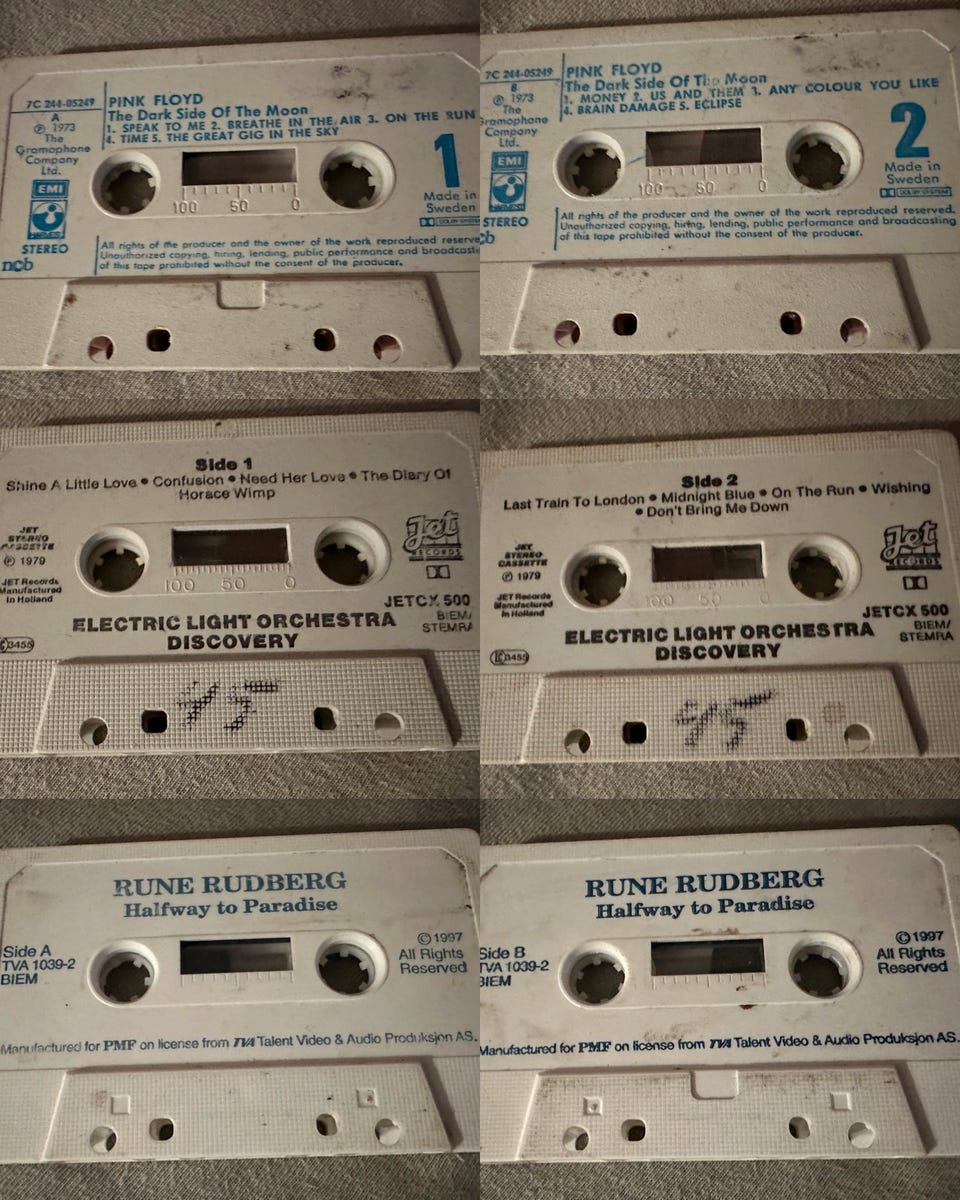 7C 244-05249
A
℗ 1973
The
Gramophone
Company
Ltd.
EMI
HARVEST
STEREO
ncb
PINK FLOYD
The Dark Side Of The Moon
1. SPEAK TO ME 2. BREATHE IN THE AIR 3. ON THE RUN
4. TIME 5. THE GREAT GIG IN THE SKY
1
100 50 0
Made in
Sweden
DOLBY SYSTEM
All rights of the producer and the owner of the work reproduced reserve
Unauthorized copying, hiring, lending, public performance and broadcasti
of this tape prohibited without the consent of the producer.
7C 244-05249
B
℗ 1973
The
Gramophone
Company
Ltd.
EMI
HARVEST
STEREO
cb
PINK FLOYD
The Dark Side Of The Moon
1. MONEY 2. US AND THEM 3. ANY COLOUR YOU LIKE
4. BRAIN DAMAGE 5. ECLIPSE
2
100 50 0
Made in
Sweden
DOLBY SYSTEM
All rights of the producer and the owner of the work reproduced reserved.
Unauthorized copying, hiring, lending, public performance and broadcasting
of this tape prohibited without the consent of the producer.
Side 1
Shine A Little Love • Confusion • Need Her Love • The Diary Of
Horace Wimp
JET
STEREO
CASSETTE
℗ 1979
JET Records
Manufactured
in Holland
3455
100 50 0
Jet
RECORDS
JETCX 500
BIEM/
STEMRA
ELECTRIC LIGHT ORCHESTRA
DISCOVERY
45
Side 2
Last Train To London • Midnight Blue • On The Run • Wishing
• Don't Bring Me Down
JET
STEREO
CASSETTE
℗ 1979
JET Records
Manufactured
in Holland
3455
100 50 0
Jet
RECORDS
JETCX 500
BIEM/
STEMRA
ELECTRIC LIGHT ORCHESTRA
DISCOVERY
45
RUNE RUDBERG
Halfway to Paradise
Side A
TVA 1039-2
BIEM
© 1997
All Rights
Reserved
Manufactured for PMF on license from TVA Talent Video & Audio Produksjon AS.
RUNE RUDBERG
Halfway to Paradise
Side B
TVA 1039-2
BIEM
© 1997
All Rights
Reserved
Manufactured for PMF on license from TVA Talent Video & Audio Produksjon AS.